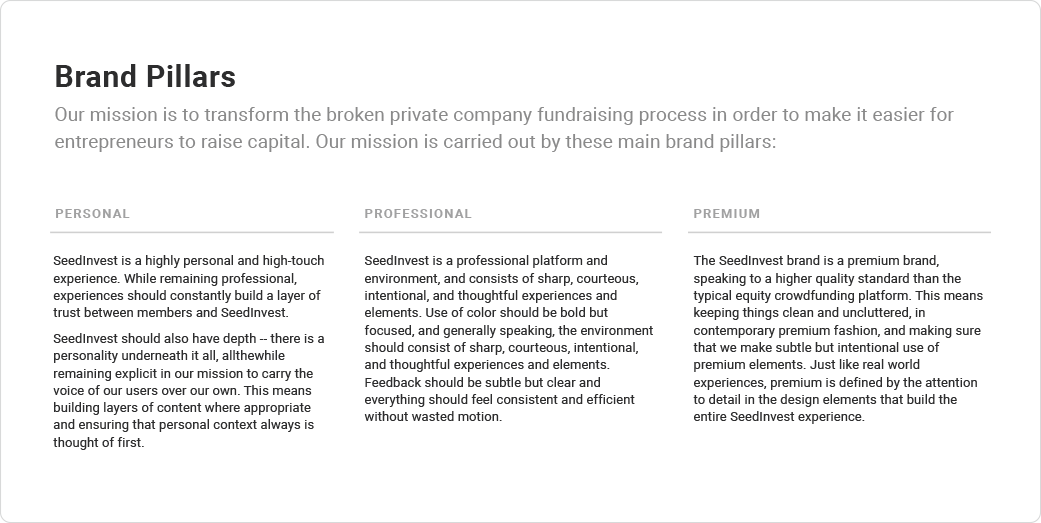 Brand Pillars
Our mission is to transform the broken private company fundraising process in order to make it easier for
entrepreneurs to raise capital. Our mission is carried out by these main brand pillars:
PERSONAL
SeedInvest is a highly personal and high-touch
experience. While remaining professional,
experiences should constantly build a layer of
trust between members and SeedInvest.
SeedInvest should also have depth -- there is a
personality underneath it all, allthewhile
remaining explicit in our mission to carry the
voice of our users over our own. This means
building layers of content where appropriate
and ensuring that personal context always is
thought of first.
PROFESSIONAL
SeedInvest is a professional platform and
environment, and consists of sharp, courteous,
intentional, and thoughtful experiences and
elements. Use of color should be bold but
focused, and generally speaking, the environment
should consist of sharp, courteous, intentional,
and thoughtful experiences and elements.
Feedback should be subtle but clear and
everything should feel consistent and efficient
without wasted motion.
PREMIUM
The SeedInvest brand is a premium brand,
speaking to a higher quality standard than the
typical equity crowdfunding platform. This means
keeping things clean and uncluttered, in
contemporary premium fashion, and making sure
that we make subtle but intentional use of
premium elements. Just like real world
experiences, premium is defined by the attention
to detail in the design elements that build the
entire SeedInvest experience.